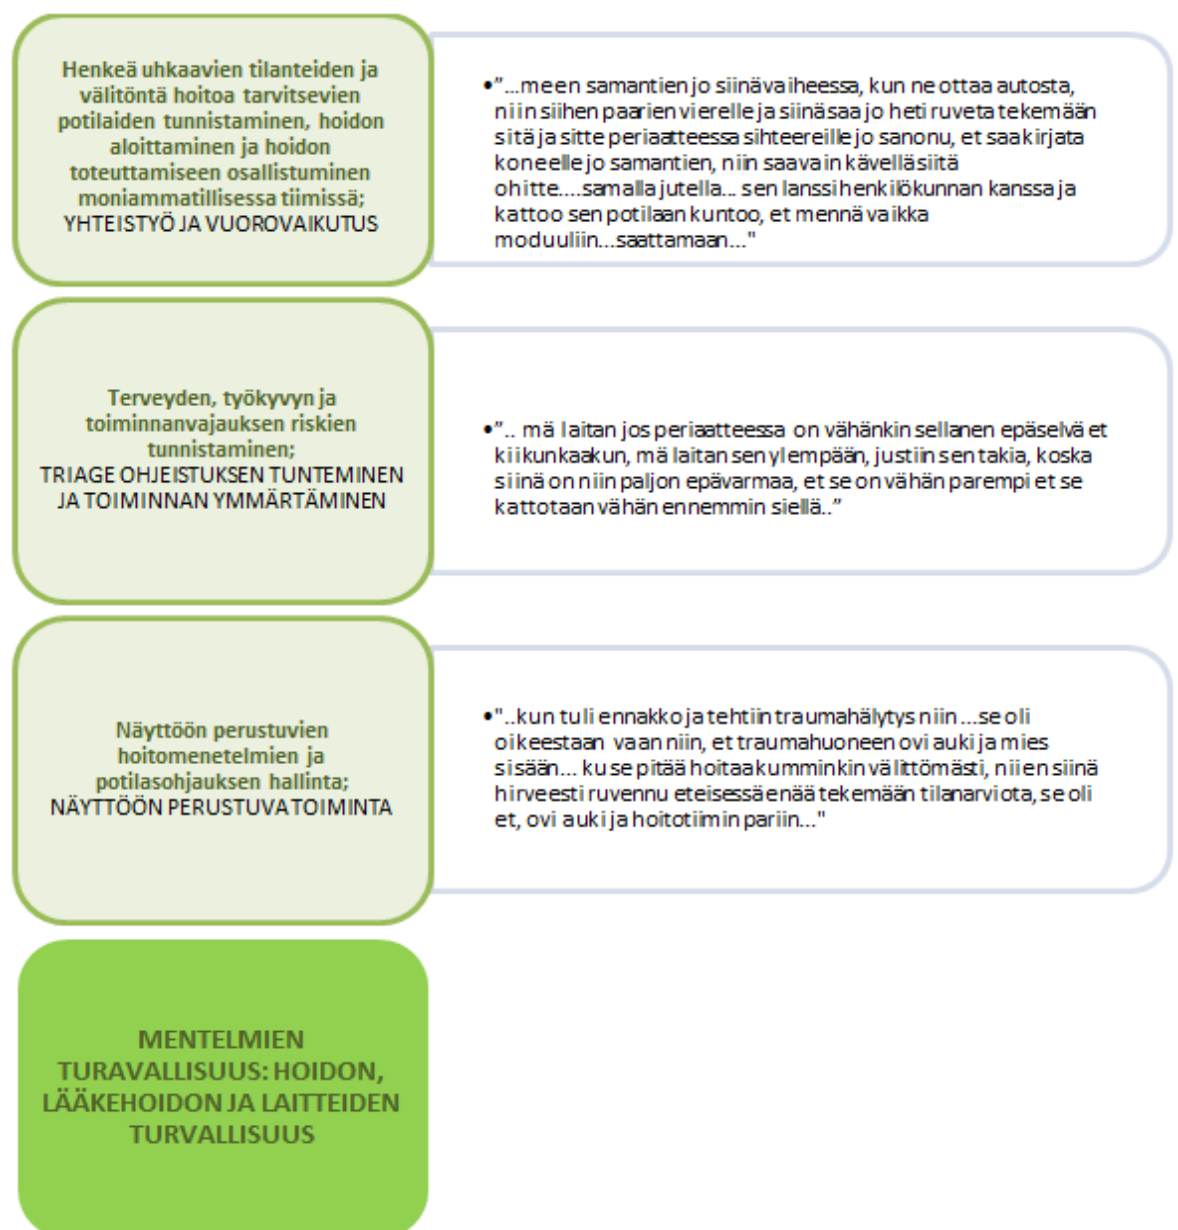 Henkeä uhkaavien tilanteiden ja
välitöntä hoitoa tarvitsevien
potilaiden tunnistaminen, hoidon
aloittaminen ja hoidon
toteuttamiseen osallistuminen
moniammatillisessa tiimissä;
YHTEISTYÖ JA VUOROVAIKUTUS
•"...meen samantien jo siinä vaiheessa, kun ne ottaa autosta,
niin siihen paarien vierelle ja siinä saa jo heti ruveta tekemään
sitä ja sitte periaatteessa sihteereille jo sanonu, et saa kirjata
koneelle jo samantien, niin saa vain kävellä siitä
ohitte....samalla jutella... sen lanssihenkilökunnan kanssa ja
kattoo sen potilaan kuntoo, et mennä vaikka
moduuliin...saattamaan..."
Terveyden, työkyvyn ja
toiminnanvajauksen riskien
tunnistaminen;
TRIAGE OHJEISTUKSEN TUNTEMINEN
JA TOIMINNAN YMMÄRTÄMINEN
•".. mä laitan jos periaatteessa on vähänkin sellanen epäselvä et
kiikunkaakun, mä laitan sen ylempään, justiin sen takia, koska
siinä on niin paljon epävarmaa, et se on vähän parempi et se
kattotaan vähän ennemmin siellä.."
Näyttöön perustuvien
hoitomenetelmien ja
potilasohjauksen hallinta;
NÄYTTÖÖN PERUSTUVA TOIMINTA
•"..kun tuli ennakko ja tehtiin traumahälytys niin ...se oli
oikeestaan vaan niin, et traumahuoneen ovi auki ja mies
sisään... ku se pitää hoitaa kumminkin välittömästi, nii en siinä
hirveesti ruvennu eteisessä enää tekemään tilanarviota, se oli
et, ovi auki ja hoitotiimin pariin..."
MENTELMIEN
TURAVALLISUUS: HOIDON,
LÄÄKEHOIDON JA LAITTEIDEN
TURVALLISUUS